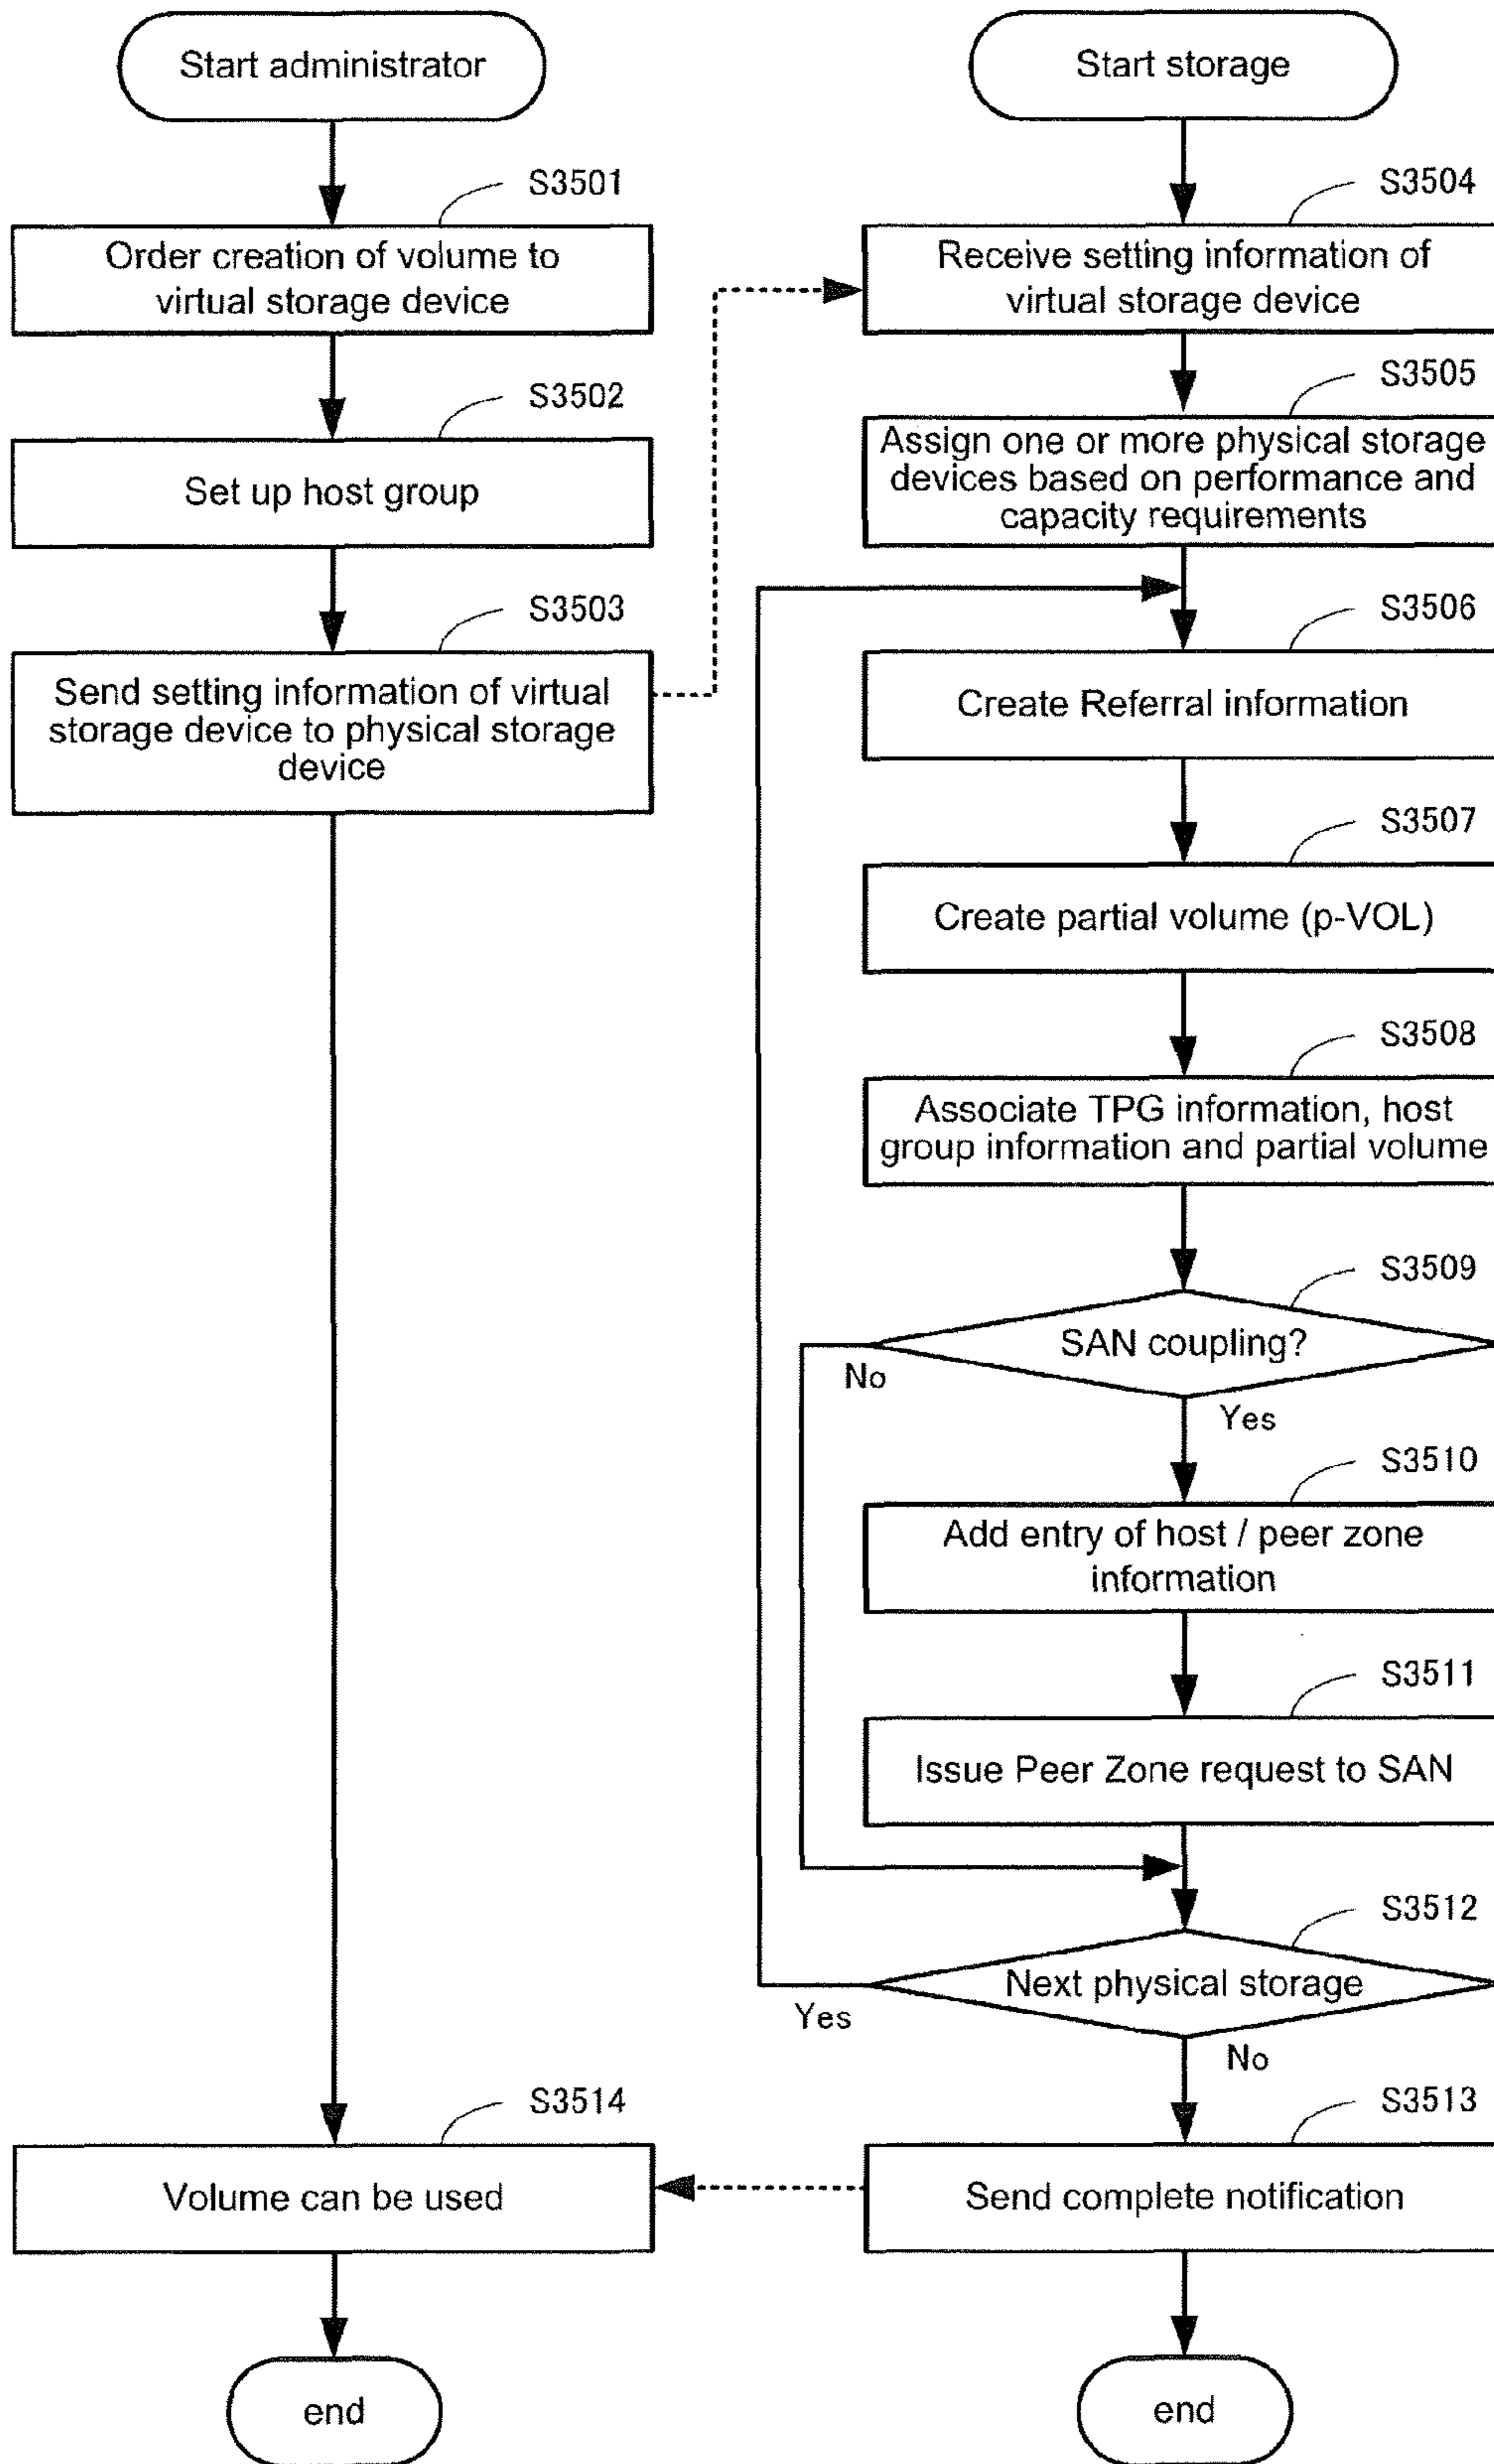 Start administrator
S3501
Order creation of volume to
virtual storage device
S3502
Set up host group
S3503
Send setting information of virtual
storage device to physical storage
device
S3514
Volume can be used
end
Start storage
S3504
Receive setting information of
virtual storage device
S3505
Assign one or more physical storage
devices based on performance and
capacity requirements
S3506
Create Referral information
S3507
Create partial volume (p-VOL)
S3508
Associate TPG information, host
group information and partial volume
S3509
SAN coupling?
No
Yes
S3510
Add entry of host / peer zone
information
S3511
Issue Peer Zone request to SAN
S3512
Next physical storage
Yes
No
S3513
Send complete notification
end